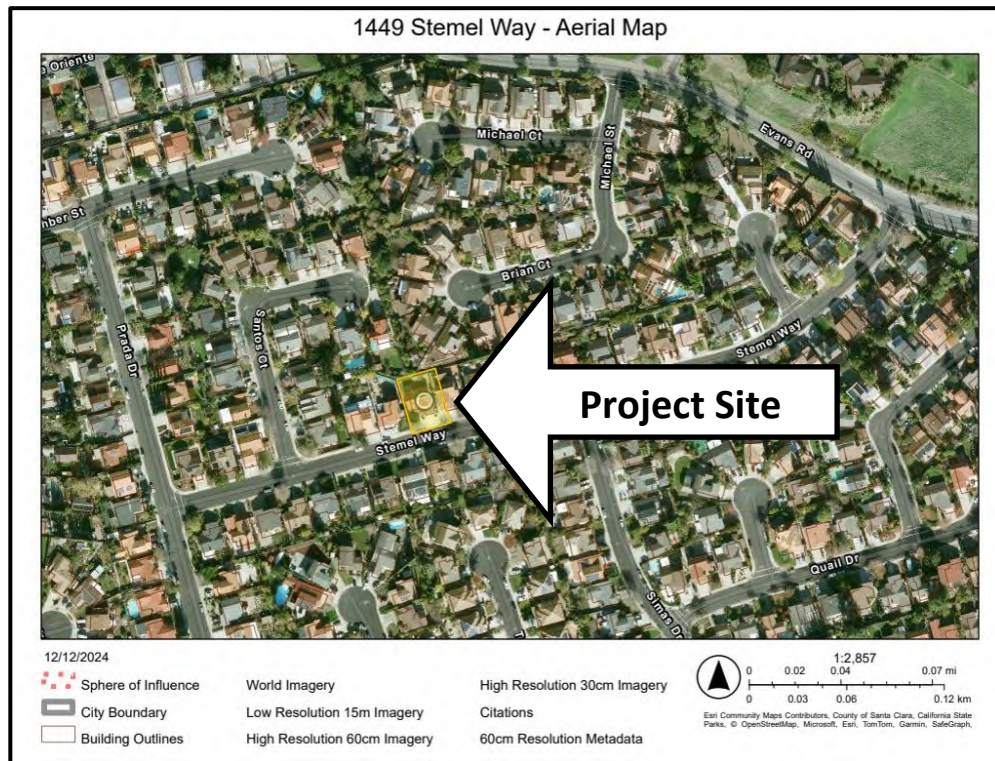 1449 Stemel Way - Aerial Map
e Oriente
Michael Ct
Michael St
Evans Rd
nber St
Brian Ct
Santos Ct
Prada Dr
Stemel Way
Project Site
Stemel Way
Quail Dr
Simas Dr
T
12/12/2024
Sphere of Influence
City Boundary
Building Outlines
World Imagery
Low Resolution 15m Imagery
High Resolution 60cm Imagery
High Resolution 30cm Imagery
Citations
60cm Resolution Metadata
1:2,857
0 0.02 0.04 0.07 mi
0 0.03 0.06 0.12 km
Esri Community Maps Contributors, County of Santa Clara, California State
Parks, © OpenStreetMap, Microsoft, Esri, TomTom, Garmin, SafeGraph,